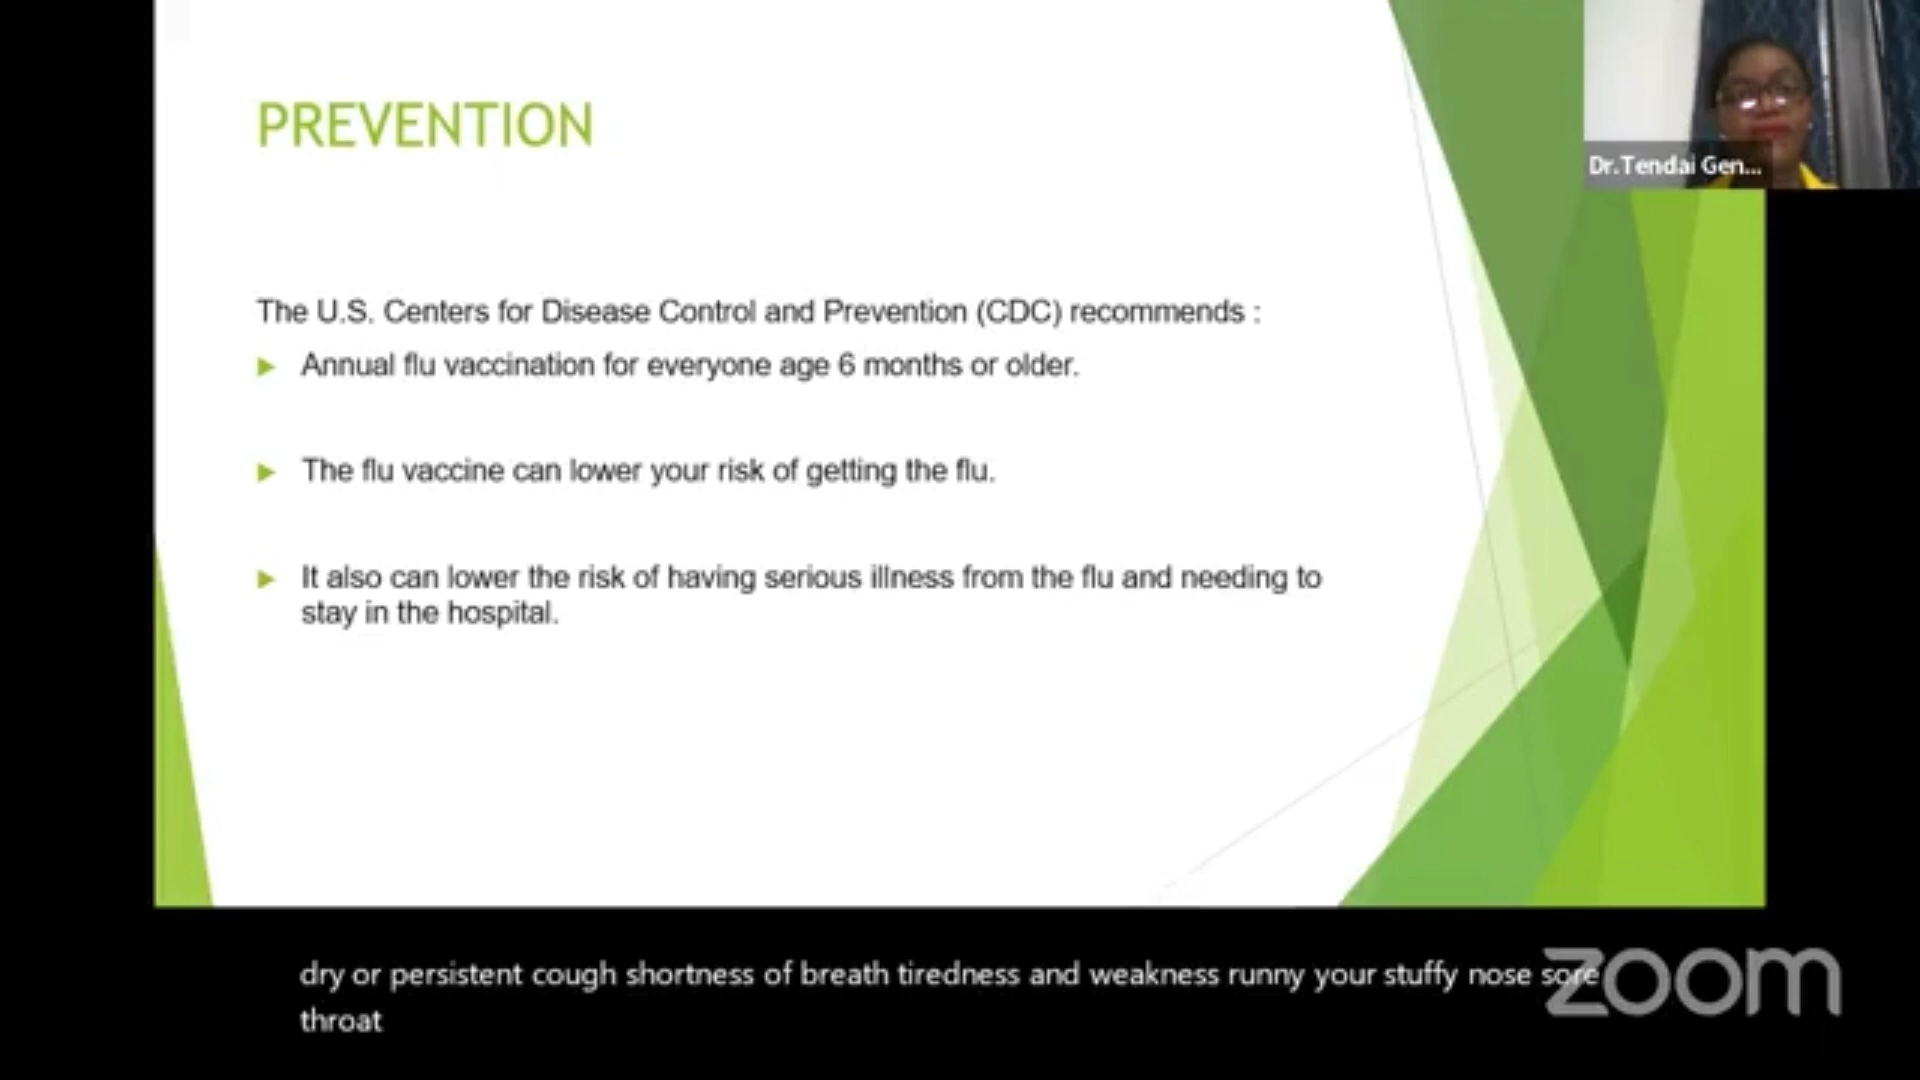 PREVENTION
Dr.Tendai Gen...
The U.S. Centers for Disease Control and Prevention (CDC) recommends :
Annual flu vaccination for everyone age 6 months or older.
The flu vaccine can lower your risk of getting the flu.
It also can lower the risk of having serious illness from the flu and needing to
stay in the hospital.
dry or persistent cough shortness of breath tiredness and weakness runny your stuffy nose sore
throat
zoom